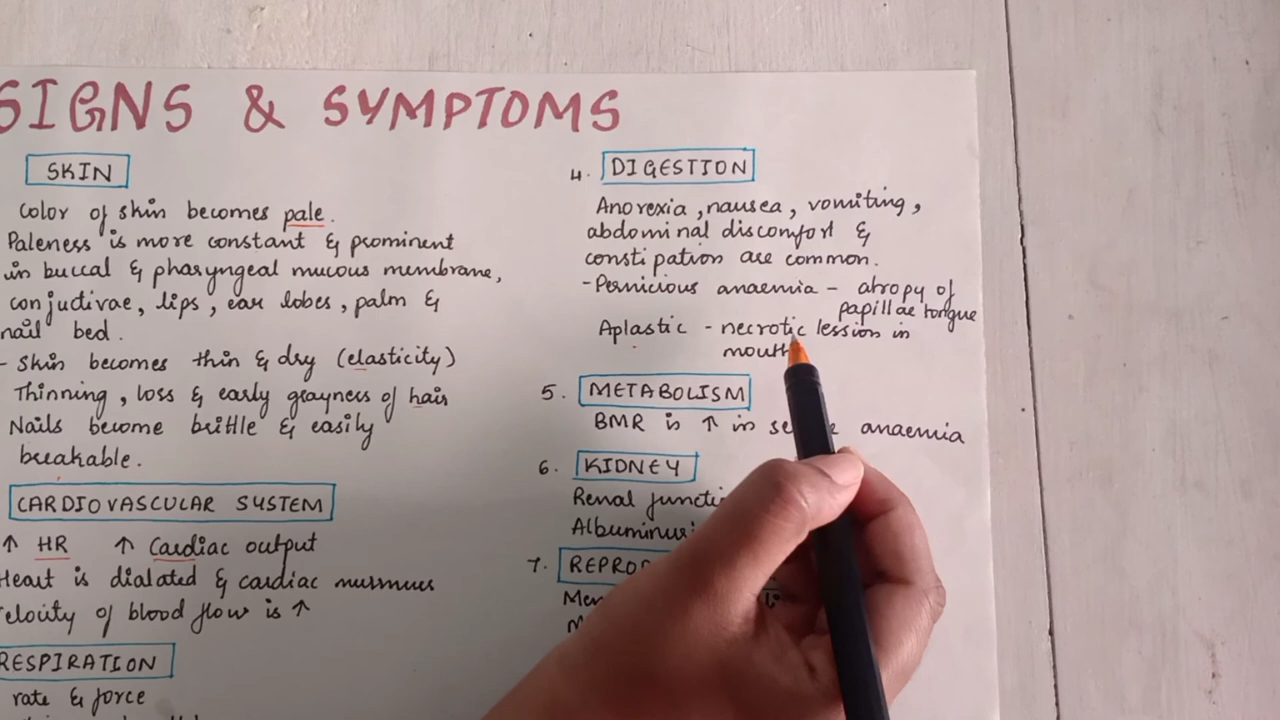 SIGNS & SYMPTOMS
SKIN
Color of skin becomes pale.
Paleness is more constant & prominent
in buccal & pharyngeal mucous membrane,
conjuctivae, lips, ear lobes, palm &
nail bed.
- Skin becomes thin & dry (elasticity)
Thinning, loss & early grayness of hair
Nails become brittle & easily
breakable.
CARDIOVASCULAR SYSTEM
↑ HR ↑ Cardiac output
Heart is dialated & cardiac murmurs
velocity of blood flow is ↑
RESPIRATION
rate & force
4. DIGESTION
Anorexia, nausea, vomiting,
abdominal discomfort &
constipation are common.
- Pernicious anaemia - atropy of
papillae tongue
Aplastic - necrotic lession in
mouth
5. METABOLISM
BMR is ↑ in anaemia
6. KIDNEY
Renal
7.